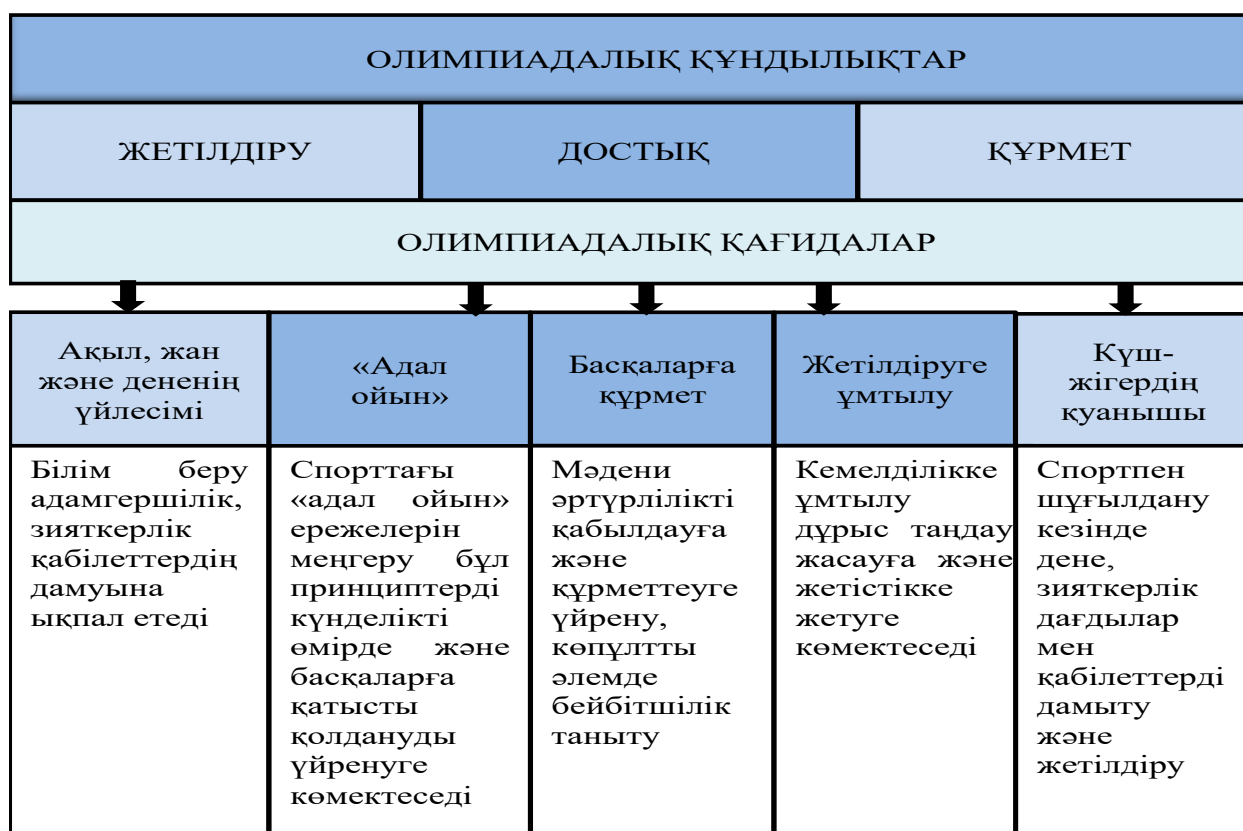 ОЛИМПИАДАЛЫҚ ҚҰНДЫЛЫҚТАР
ЖЕТІЛДІРУ
ДОСТЫҚ
ҚҰРМЕТ
ОЛИМПИАДАЛЫҚ ҚАҒИДАЛАР
Ақыл, жан
және дененің
үйлесімі
«Адал
ойын»
Басқаларға
құрмет
Жетілдіруге
ұмтылу
Күш-
жігердің
қуанышы
Білім беру
адамгершілік,
зияткерлік
қабілеттердің
дамуына
ықпал етеді
Спорттағы
«адал ойын»
ережелерін
меңгеру бұл
принциптерді
күнделікті
өмірде және
басқаларға
қатысты
қолдануды
үйренуге
көмектеседі
Мәдени
әртүрлілікті
қабылдауға
және
құрметтеуге
үйрену,
көпұлтты
әлемде
бейбітшілік
таныту
Кемелділікке
ұмтылу
дұрыс таңдау
жасауға және
жетістікке
жетуге
көмектеседі
Спортпен
шұғылдану
кезінде
дене,
зияткерлік
дағдылар
мен
қабілеттерді
дамыту
және
жетілдіру